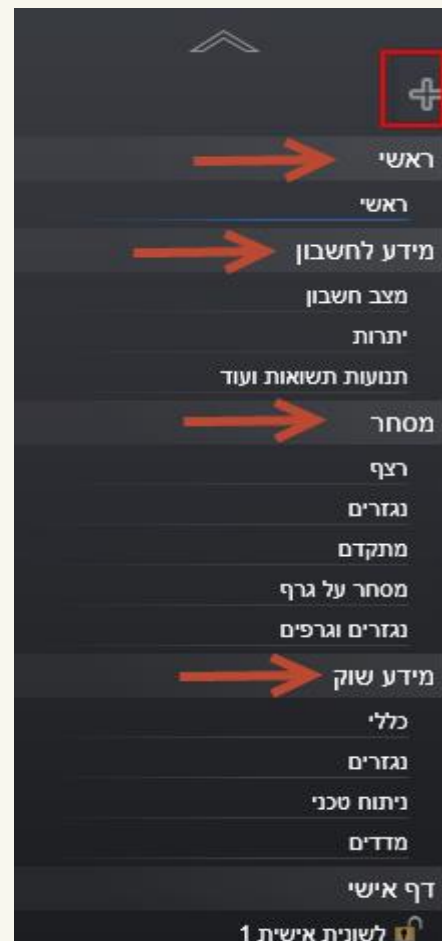 ראשי
ראשי
מידע לחשבון
מצב חשבון
יתרות
תנועות תשואות ועוד
מסחר
רצף
נגזרים
מתקדם
מסחר על גרף
נגזרים וגרפים
מידע שוק
כללי
נגזרים
ניתוח טכני
מדדים
דף אישי
לשונית אישית 1